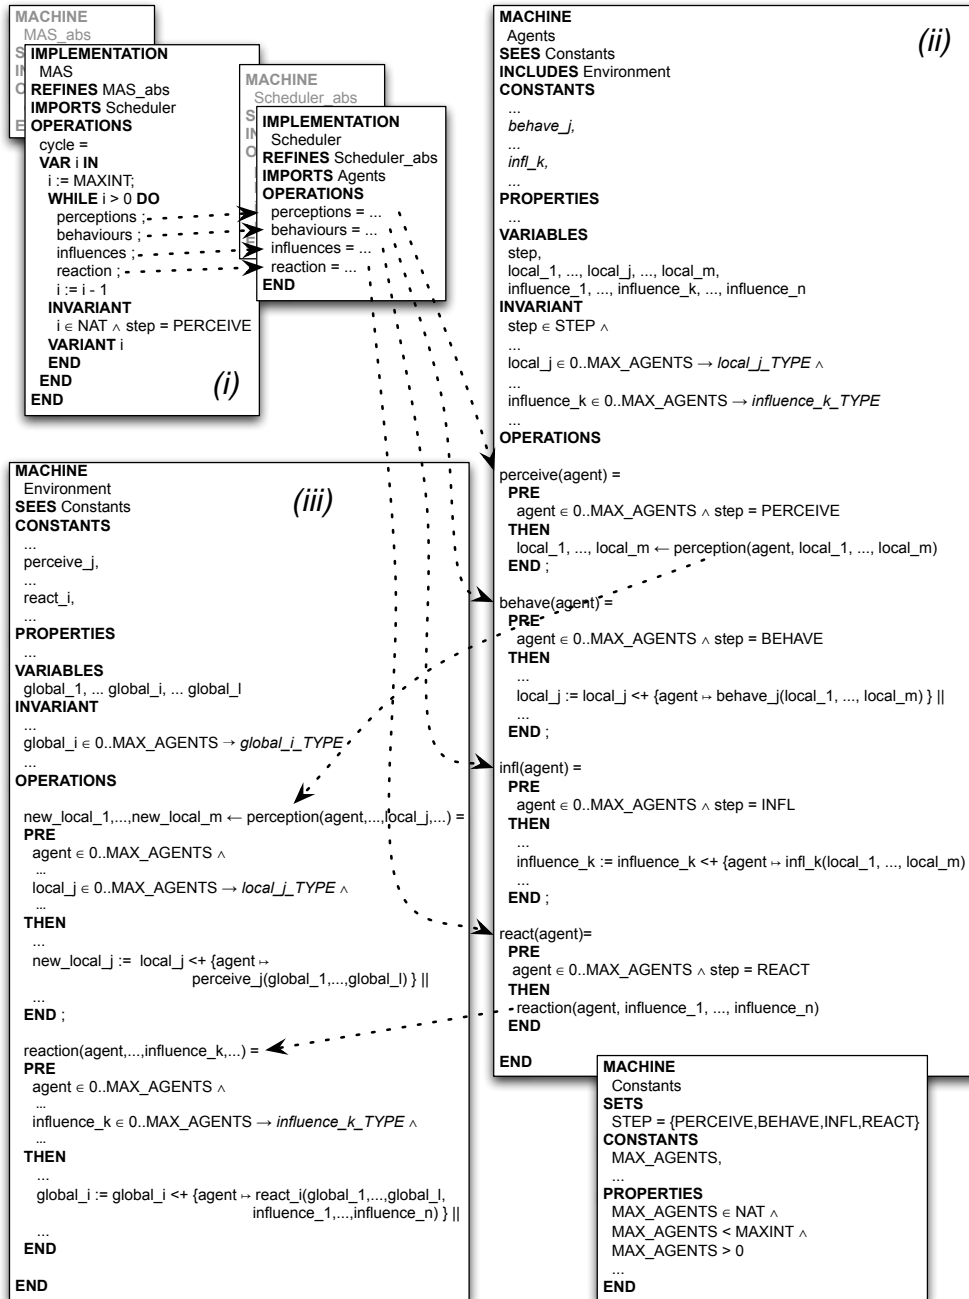 MACHINE
MAS_abs
S
IN
O
E
IMPLEMENTATION
MAS
REFINES MAS_abs
IMPORTS Scheduler
OPERATIONS
cycle =
VAR i IN
i := MAXINT;
WHILE i > 0 DO
perceptions ;
behaviours ;
influences ;
reaction ;
i := i - 1
INVARIANT
i ∈ NAT ∧ step = PERCEIVE
VARIANT i
END
END
END
(i)
MACHINE
Scheduler_abs
S
IN
O
E
IMPLEMENTATION
Scheduler
REFINES Scheduler_abs
IMPORTS Agents
OPERATIONS
perceptions = ...
behaviours = ...
influences = ...
reaction = ...
END
MACHINE
Agents
SEES Constants
INCLUDES Environment
CONSTANTS
...
behave_j,
...
infl_k,
...
PROPERTIES
...
VARIABLES
step,
local_1, ..., local_j, ..., local_m,
influence_1, ..., influence_k, ..., influence_n
INVARIANT
step ∈ STEP ∧
...
local_j ∈ 0..MAX_AGENTS → local_j_TYPE ∧
...
influence_k ∈ 0..MAX_AGENTS → influence_k_TYPE
...
OPERATIONS
perceive(agent) =
PRE
agent ∈ 0..MAX_AGENTS ∧ step = PERCEIVE
THEN
local_1, ..., local_m ← perception(agent, local_1, ..., local_m)
END ;
behave(agent) =
PRE
agent ∈ 0..MAX_AGENTS ∧ step = BEHAVE
THEN
...
local_j := local_j <+ {agent ↦ behave_j(local_1, ..., local_m) } ||
...
END ;
infl(agent) =
PRE
agent ∈ 0..MAX_AGENTS ∧ step = INFL
THEN
...
influence_k := influence_k <+ {agent ↦ infl_k(local_1, ..., local_m)
...
END ;
react(agent)=
PRE
agent ∈ 0..MAX_AGENTS ∧ step = REACT
THEN
reaction(agent, influence_1, ..., influence_n)
END
END
(ii)
MACHINE
Environment
SEES Constants
CONSTANTS
...
perceive_j,
...
react_i,
...
PROPERTIES
...
VARIABLES
global_1, ... global_i, ... global_l
INVARIANT
...
global_i ∈ 0..MAX_AGENTS → global_i_TYPE
...
OPERATIONS
new_local_1,...,new_local_m ← perception(agent,...,local_j,...) =
PRE
agent ∈ 0..MAX_AGENTS ∧
...
local_j ∈ 0..MAX_AGENTS → local_j_TYPE ∧
...
THEN
...
new_local_j := local_j <+ {agent ↦
perceive_j(global_1,...,global_l) } ||
...
END ;
reaction(agent,...,influence_k,...) =
PRE
agent ∈ 0..MAX_AGENTS ∧
...
influence_k ∈ 0..MAX_AGENTS → influence_k_TYPE ∧
...
THEN
...
global_i := global_i <+ {agent ↦ react_i(global_1,...,global_l,
influence_1,...,influence_n) } ||
...
END
END
(iii)
MACHINE
Constants
SETS
STEP = {PERCEIVE,BEHAVE,INFL,REACT}
CONSTANTS
MAX_AGENTS,
...
PROPERTIES
MAX_AGENTS ∈ NAT ∧
MAX_AGENTS < MAXINT ∧
MAX_AGENTS > 0
...
END